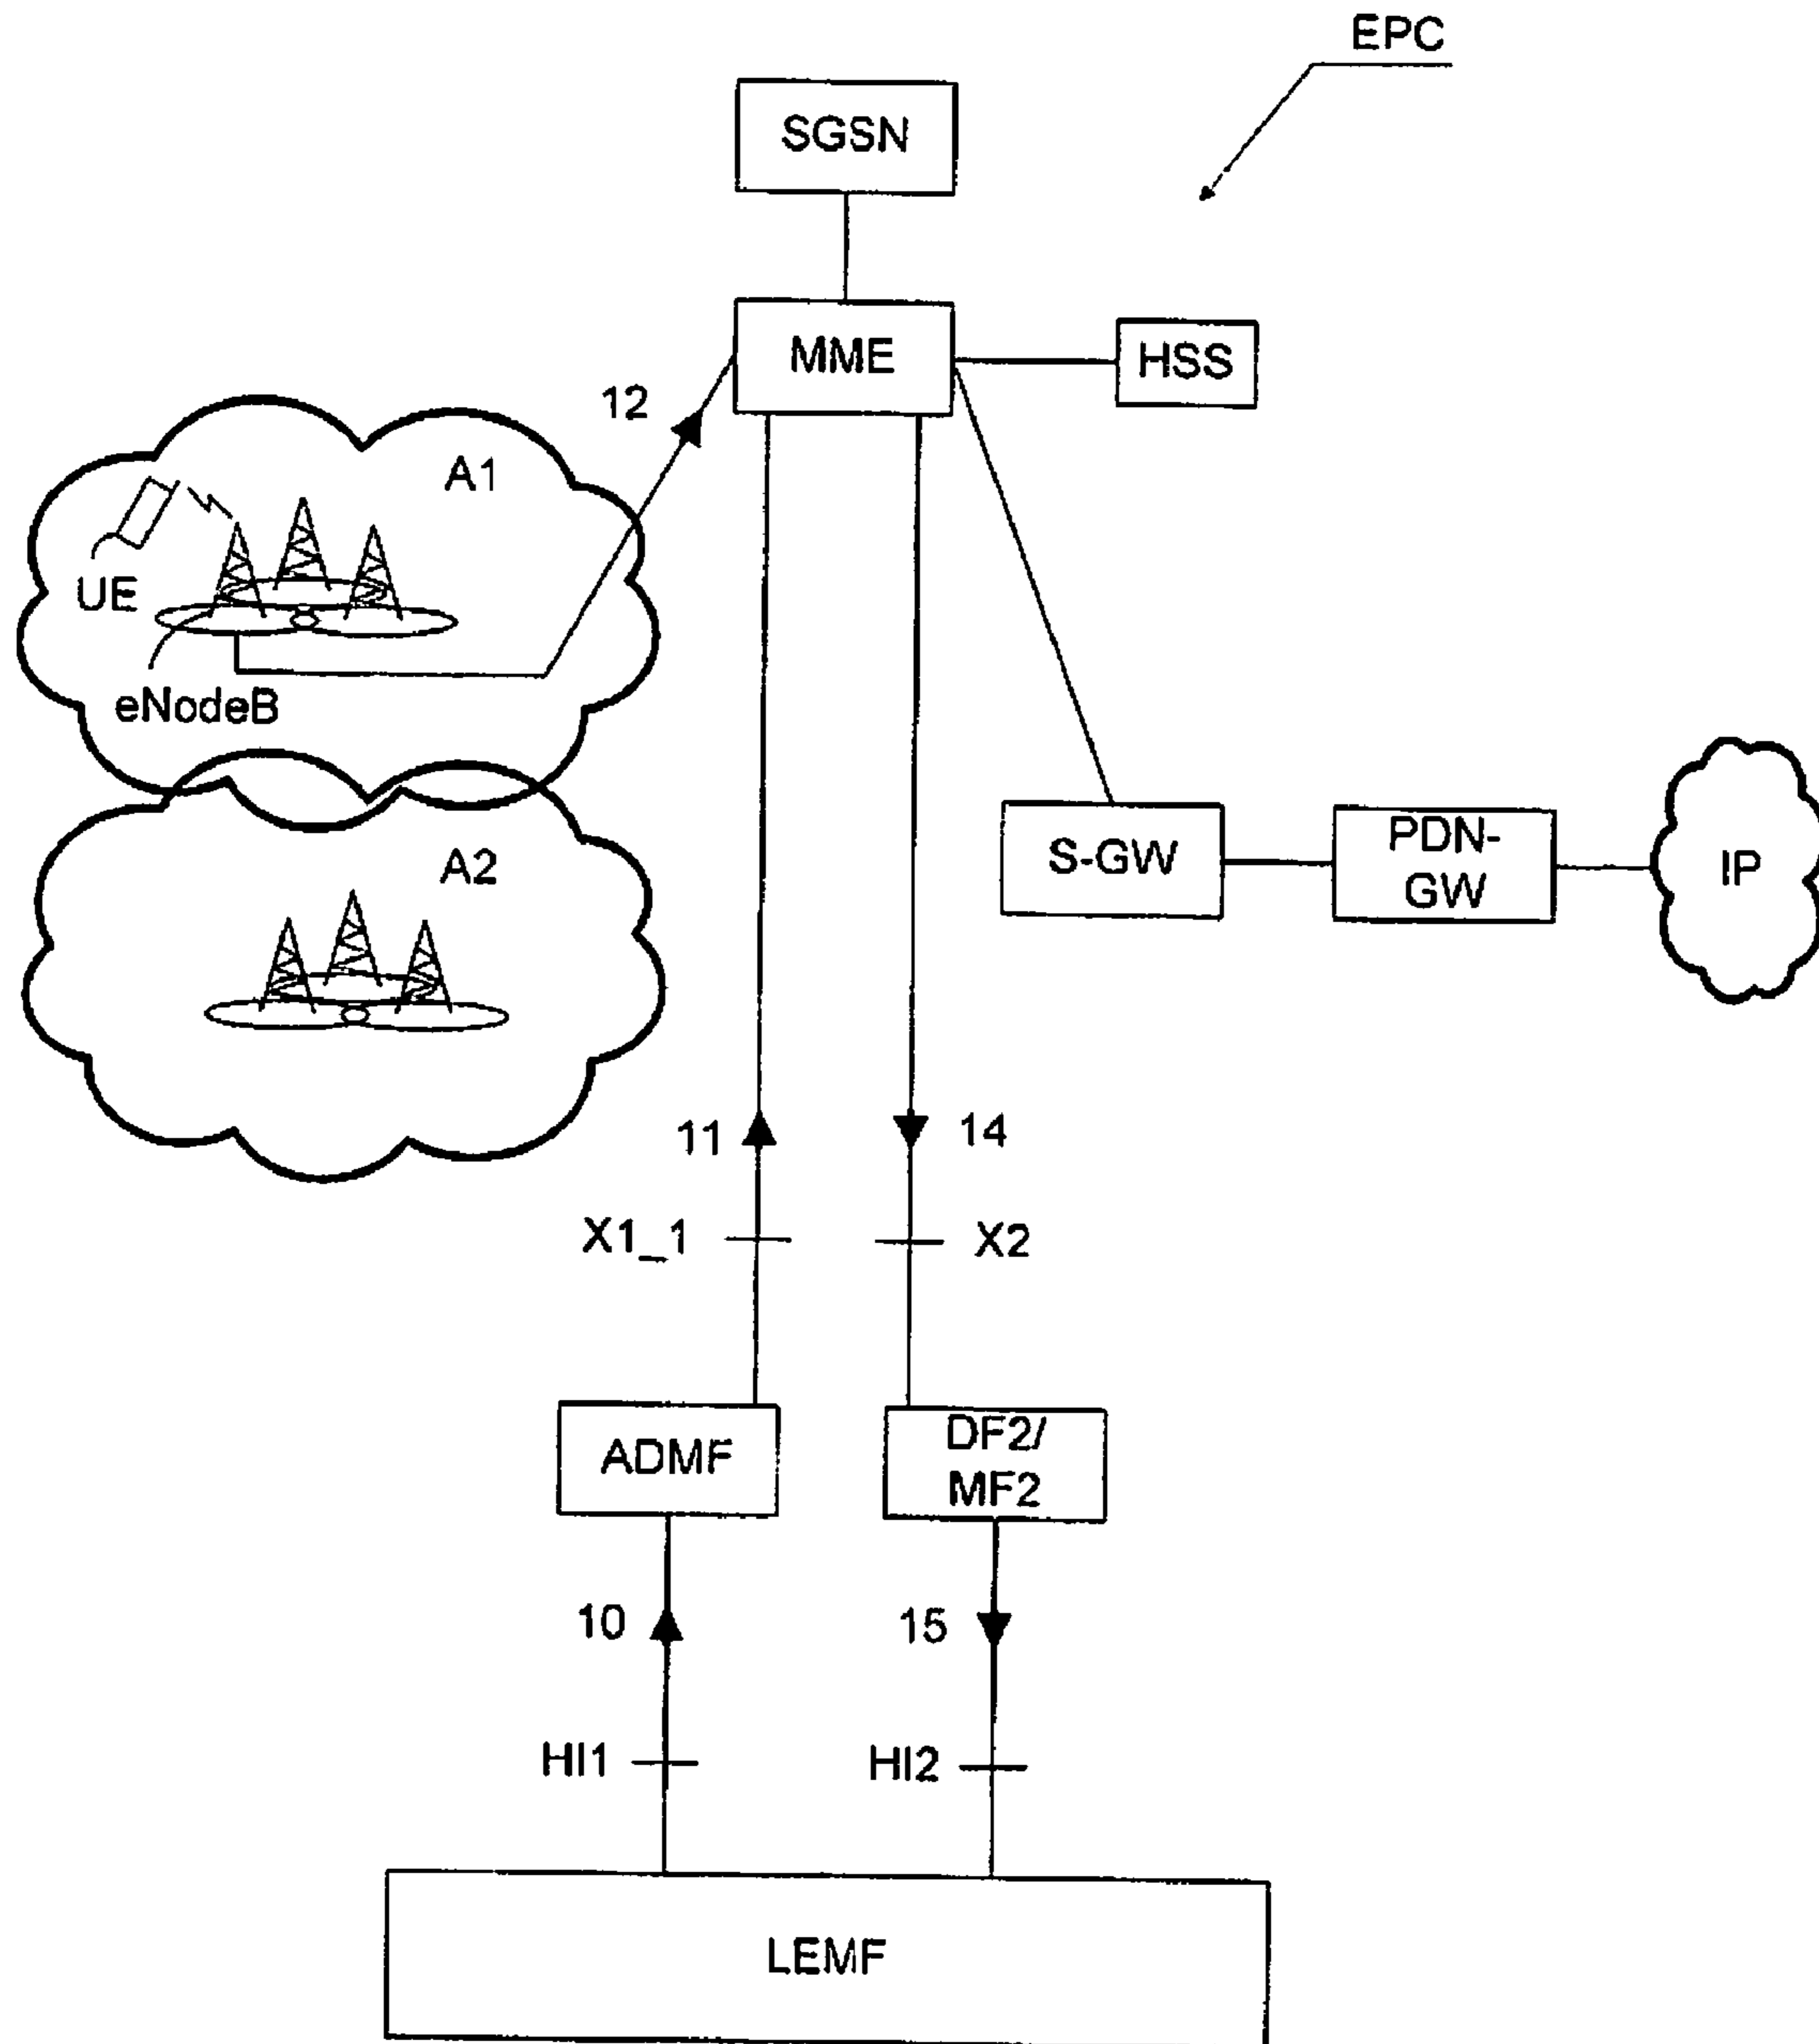 EPC
SGSN
MME
HSS
12
A1
UE
eNodeB
A2
S-GW
PDN-
GW
IP
11
14
X1_1
X2
ADMF
DF2/
MF2
10
15
HI1
HI2
LEMF